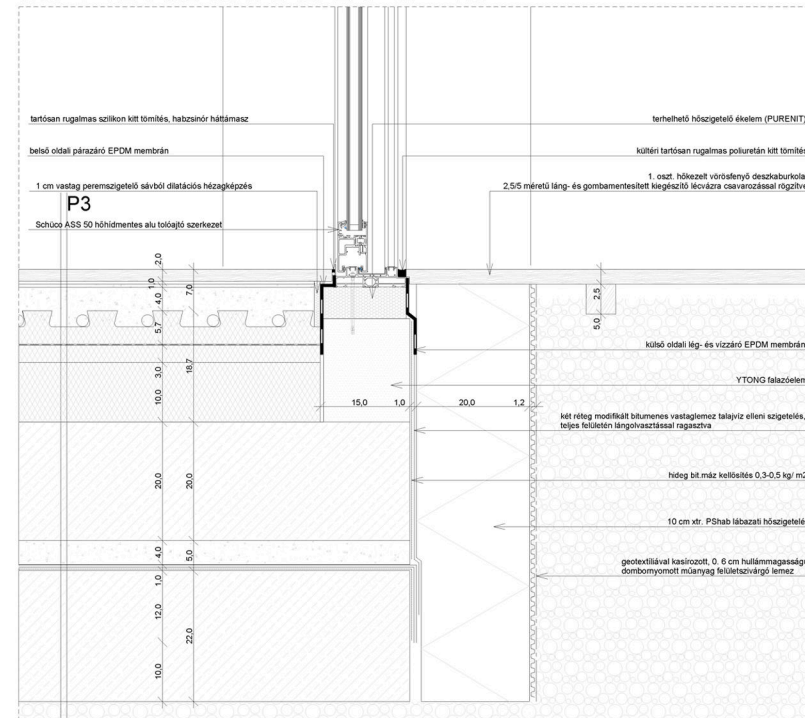 tartósan rugalmas szilikon kitt tömítés, habzsinór háttámasz
terhelhető hőszigetelő ékelem (PURENIT)
belső oldali párazáró EPDM membrán
kültéri tartósan rugalmas poliuretán kitt tömítés
1. oszt. hőkezelt vörösfenyő deszkaburkola
1 cm vastag peremszigetelő sávból dilatációs hézagképzés
2,5/5 méretű láng- és gombamentesített kiegészítő lécvázra csavarozással rögzítve
P3
Schüco ASS 50 hőhídmentes alu tolóajtó szerkezet
2,0
1,0
4,0
7,0
5,7
3,0
18,7
10,0
2,5
5,0
külső oldali lég- és vízzáró EPDM membrán
YTONG falazóelem
15,0 1,0 20,0 1,2
két réteg modifikált bitumenes vastaglemez talajvíz elleni szigetelés,
teljes felületén lángolvasztással ragasztva
20,0 20,0
hideg bit.máz kellősítés 0,3-0,5 kg/ m2
10 cm xtr. PShab lábazati hőszigetelé
4,0 5,0
geotextiliával kasírozott, 0. 6 cm hullámmagasságú
dombornyomott műanyag felületszivárgó lemez
1,0
12,0
22,0
10,0